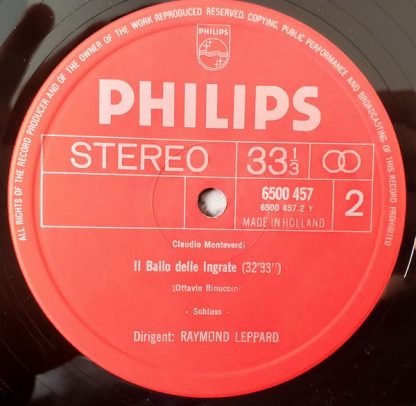 ALL RIGHTS OF THE RECORD PRODUCER AND OF THE OWNER OF THE WORK REPRODUCED RESERVED. COPYING, PUBLIC PERFORMANCE AND BROADCASTING OF THIS RECORD PROHIBITED
PHILIPS
PHILIPS
STEREO 33 1/3
6500 457
6500 457.2 Y 2
MADE IN HOLLAND
Claudio Monteverdi
Il Ballo delle Ingrate (32'33")
(Ottavio Rinuccini)
- Schluss -
Dirigent: RAYMOND LEPPARD